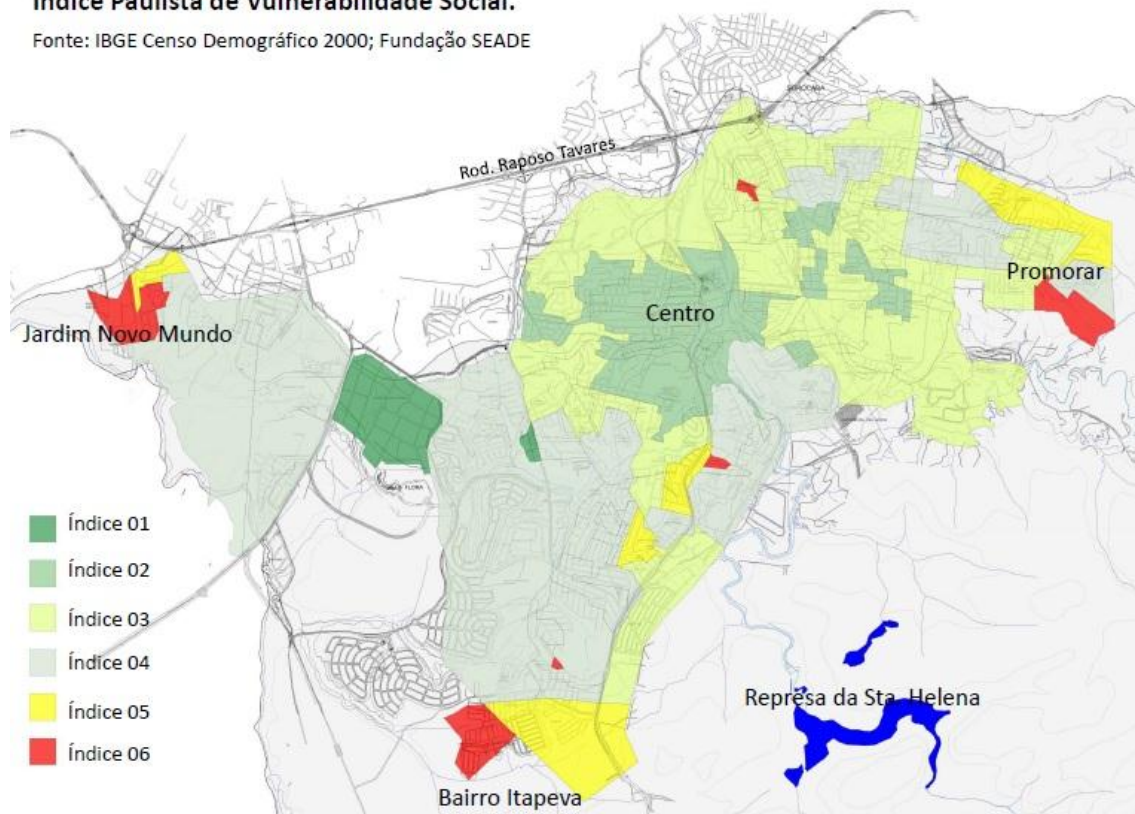 Índice Paulista de Vulnerabilidade Social.
Fonte: IBGE Censo Demográfico 2000; Fundação SEADE
SOROCABA
Rod. Raposo Tavares
Promorar
Centro
Jardim Novo Mundo
Índice 01
Índice 02
Índice 03
Índice 04
Índice 05
Índice 06
Represa da Sta. Helena
Bairro Itapeva